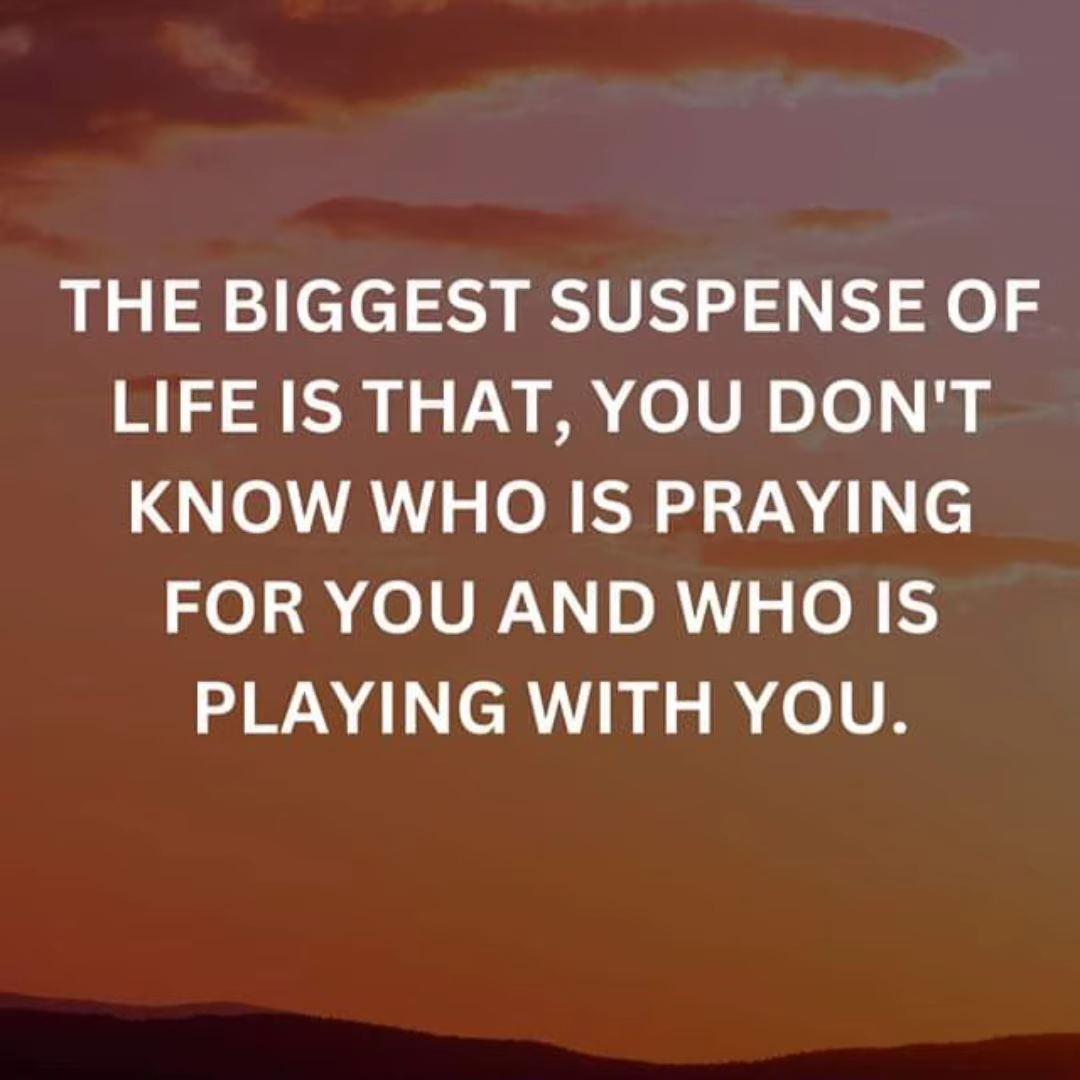 THE BIGGEST SUSPENSE OF
LIFE IS THAT, YOU DON'T
KNOW WHO IS PRAYING
FOR YOU AND WHO IS
PLAYING WITH YOU.